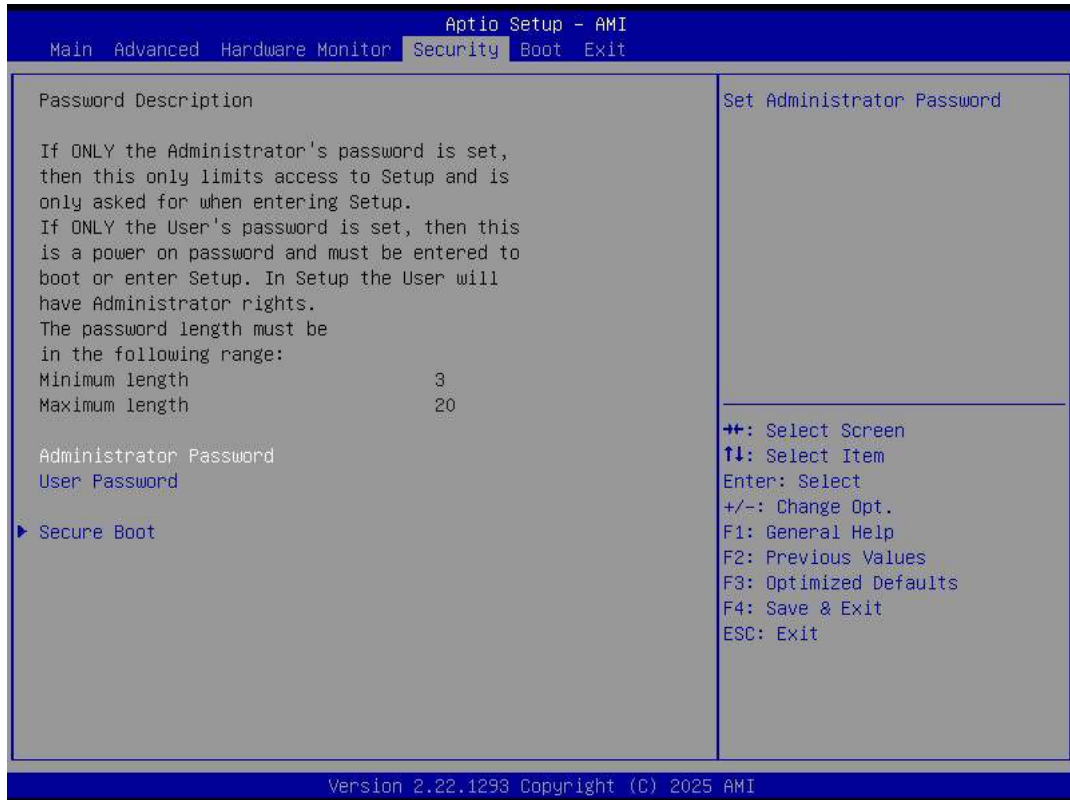 Aptio Setup – AMI
Main Advanced Hardware Monitor Security Boot Exit
Password Description
If ONLY the Administrator's password is set,
then this only limits access to Setup and is
only asked for when entering Setup.
If ONLY the User's password is set, then this
is a power on password and must be entered to
boot or enter Setup. In Setup the User will
have Administrator rights.
The password length must be
in the following range:
Minimum length 3
Maximum length 20
Administrator Password
User Password
▶ Secure Boot
Set Administrator Password
→←: Select Screen
↑↓: Select Item
Enter: Select
+/-: Change Opt.
F1: General Help
F2: Previous Values
F3: Optimized Defaults
F4: Save & Exit
ESC: Exit
Version 2.22.1293 Copyright (C) 2025 AMI